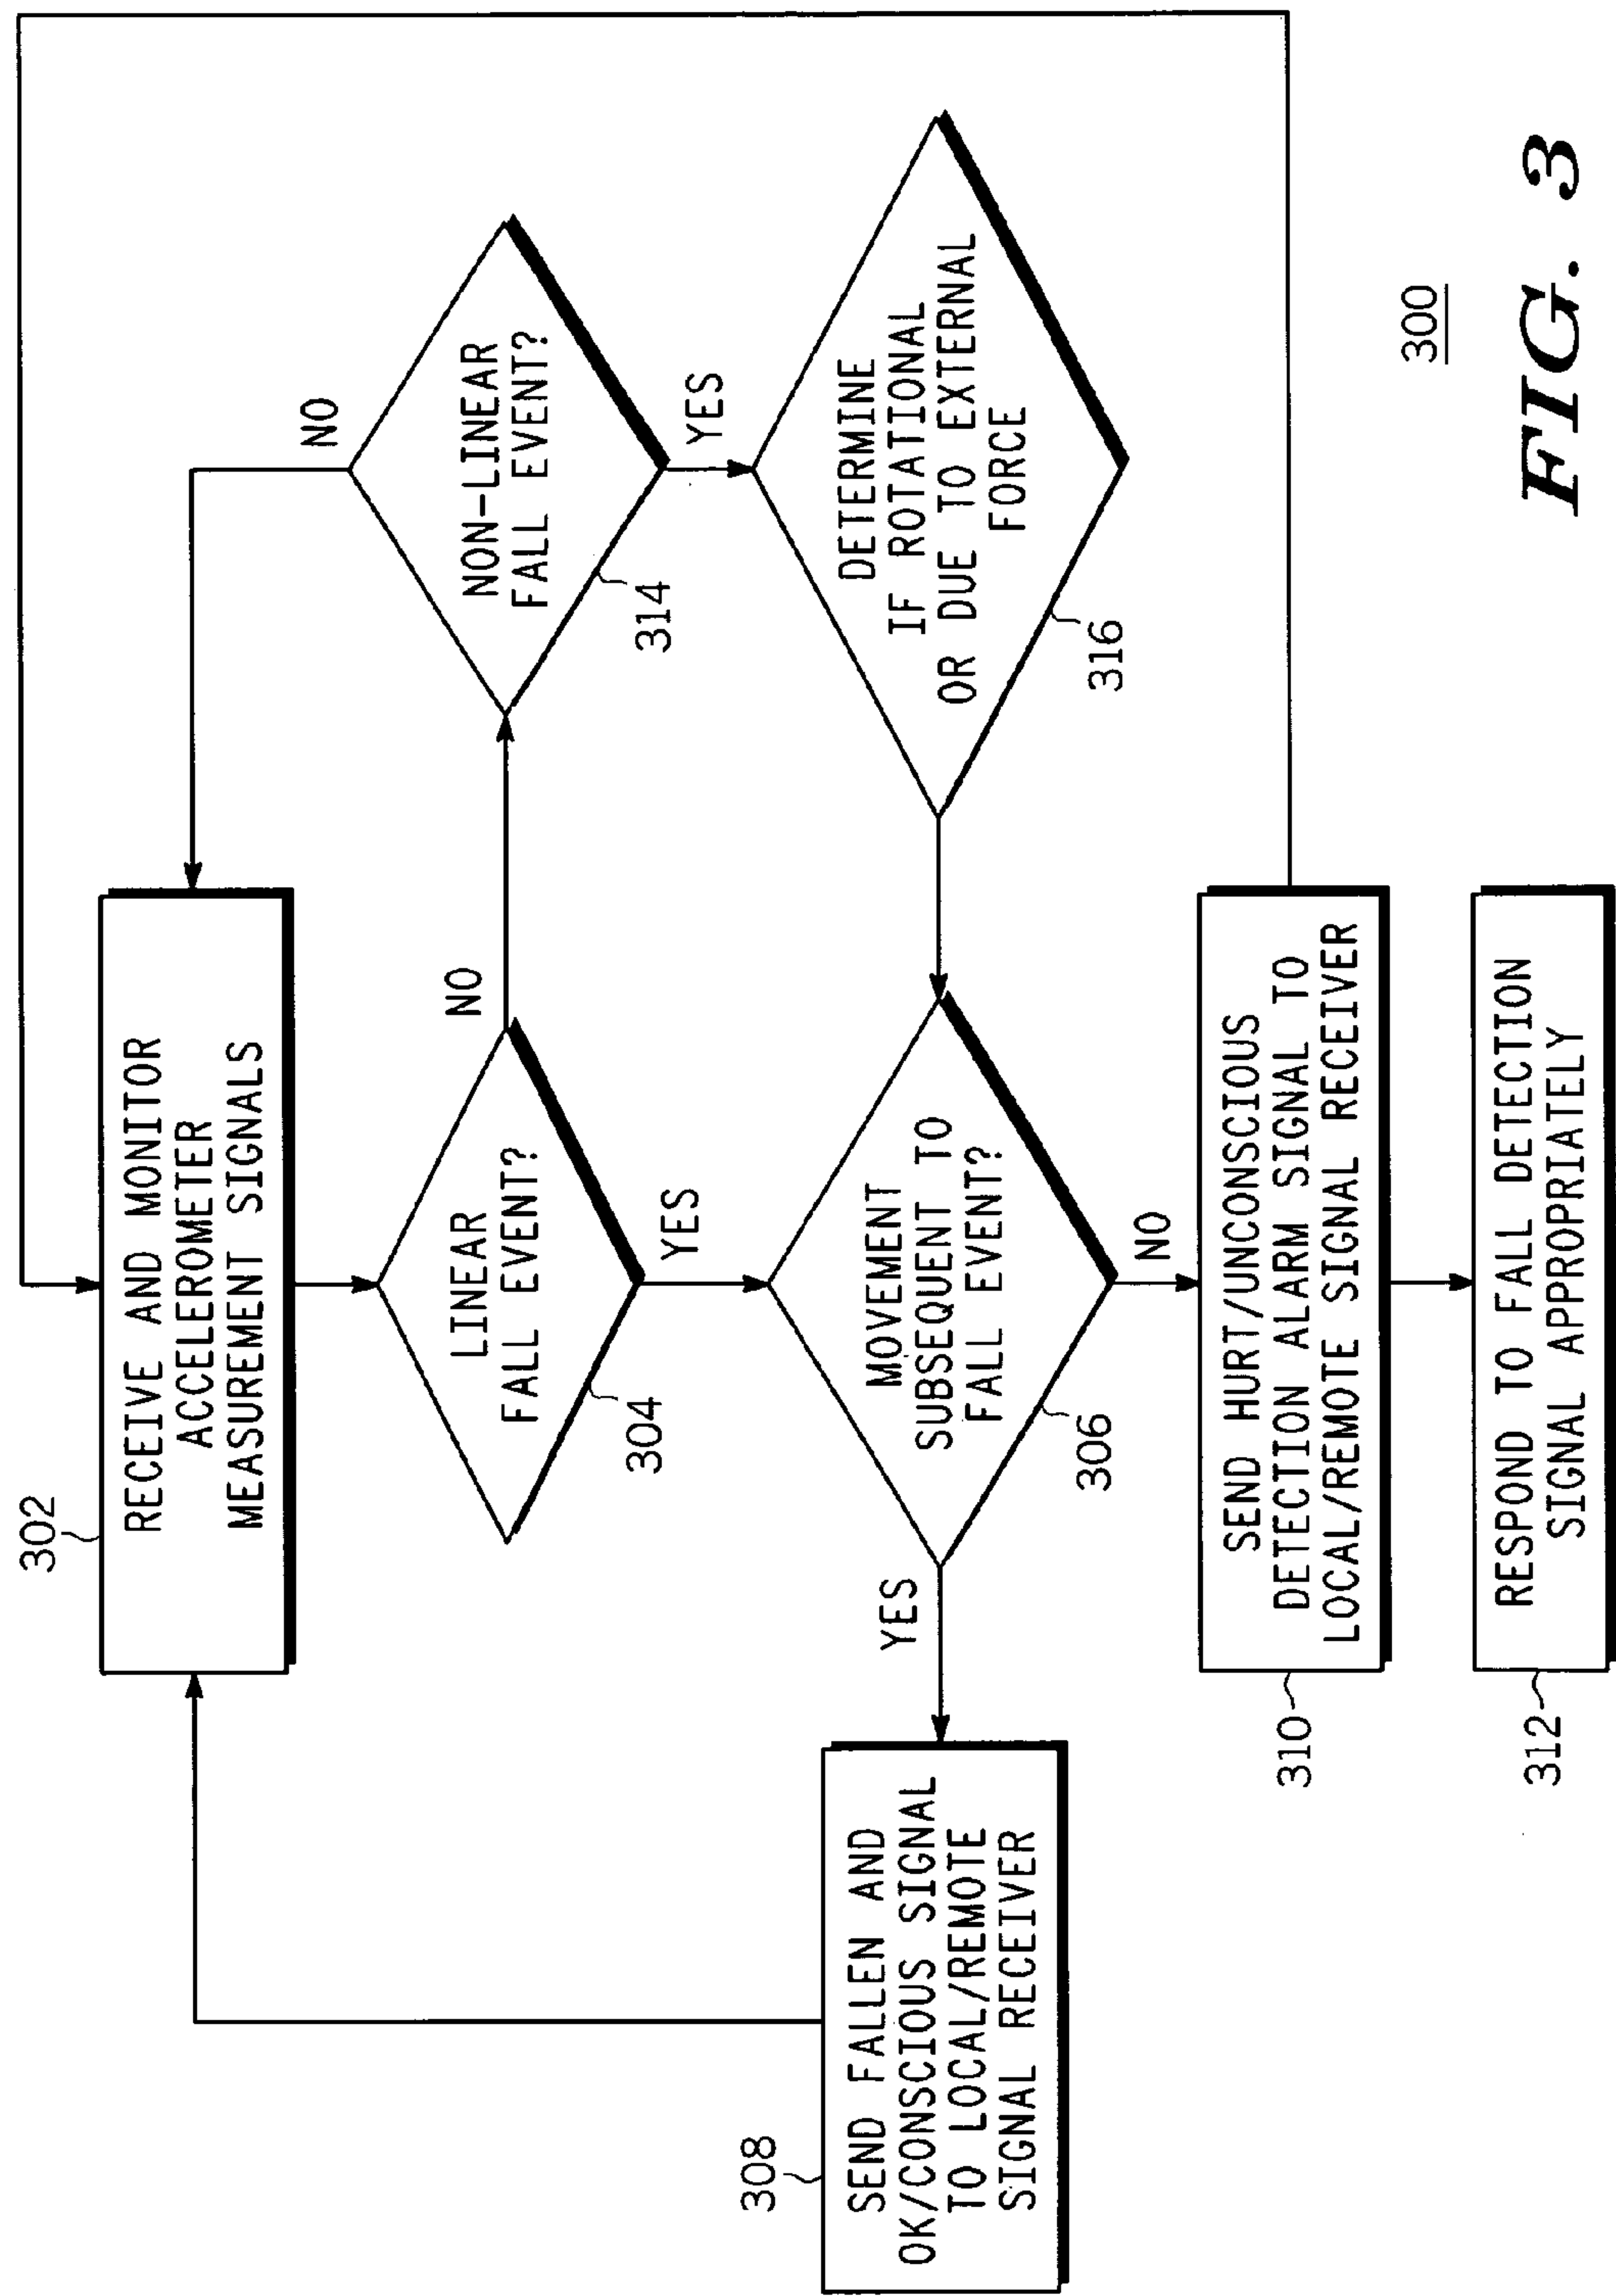 302
RECEIVE AND MONITOR
ACCELEROMETER
MEASUREMENT SIGNALS
LINEAR
FALL EVENT?
304
NO
YES
NON-LINEAR
FALL EVENT?
314
NO
YES
DETERMINE
IF ROTATIONAL
OR DUE TO EXTERNAL
FORCE
316
MOVEMENT
SUBSEQUENT TO
FALL EVENT?
306
YES
NO
308
SEND FALLEN AND
OK/CONSCIOUS SIGNAL
TO LOCAL/REMOTE
SIGNAL RECEIVER
SEND HURT/UNCONSCIOUS
DETECTION ALARM SIGNAL TO
LOCAL/REMOTE SIGNAL RECEIVER
310
RESPOND TO FALL DETECTION
SIGNAL APPROPRIATELY
312
300
FIG. 3